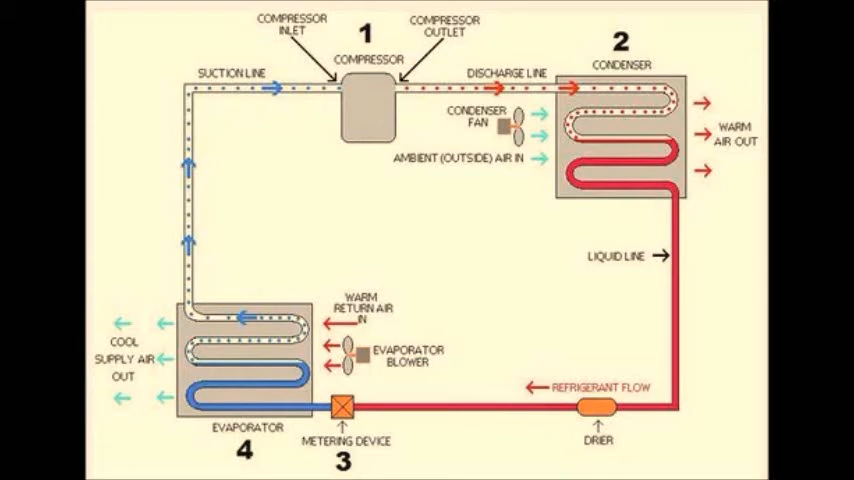 COMPRESSOR
INLET
1
COMPRESSOR
OUTLET
2
COMPRESSOR
CONDENSER
SUCTION LINE
DISCHARGE LINE
CONDENSER
FAN
WARM
AIR OUT
AMBIENT (OUTSIDE) AIR IN
LIQUID LINE
WARM
RETURN AIR
IN
COOL
SUPPLY AIR
OUT
EVAPORATOR
BLOWER
REFRIGERANT FLOW
EVAPORATOR
4
METERING DEVICE
3
DRIER